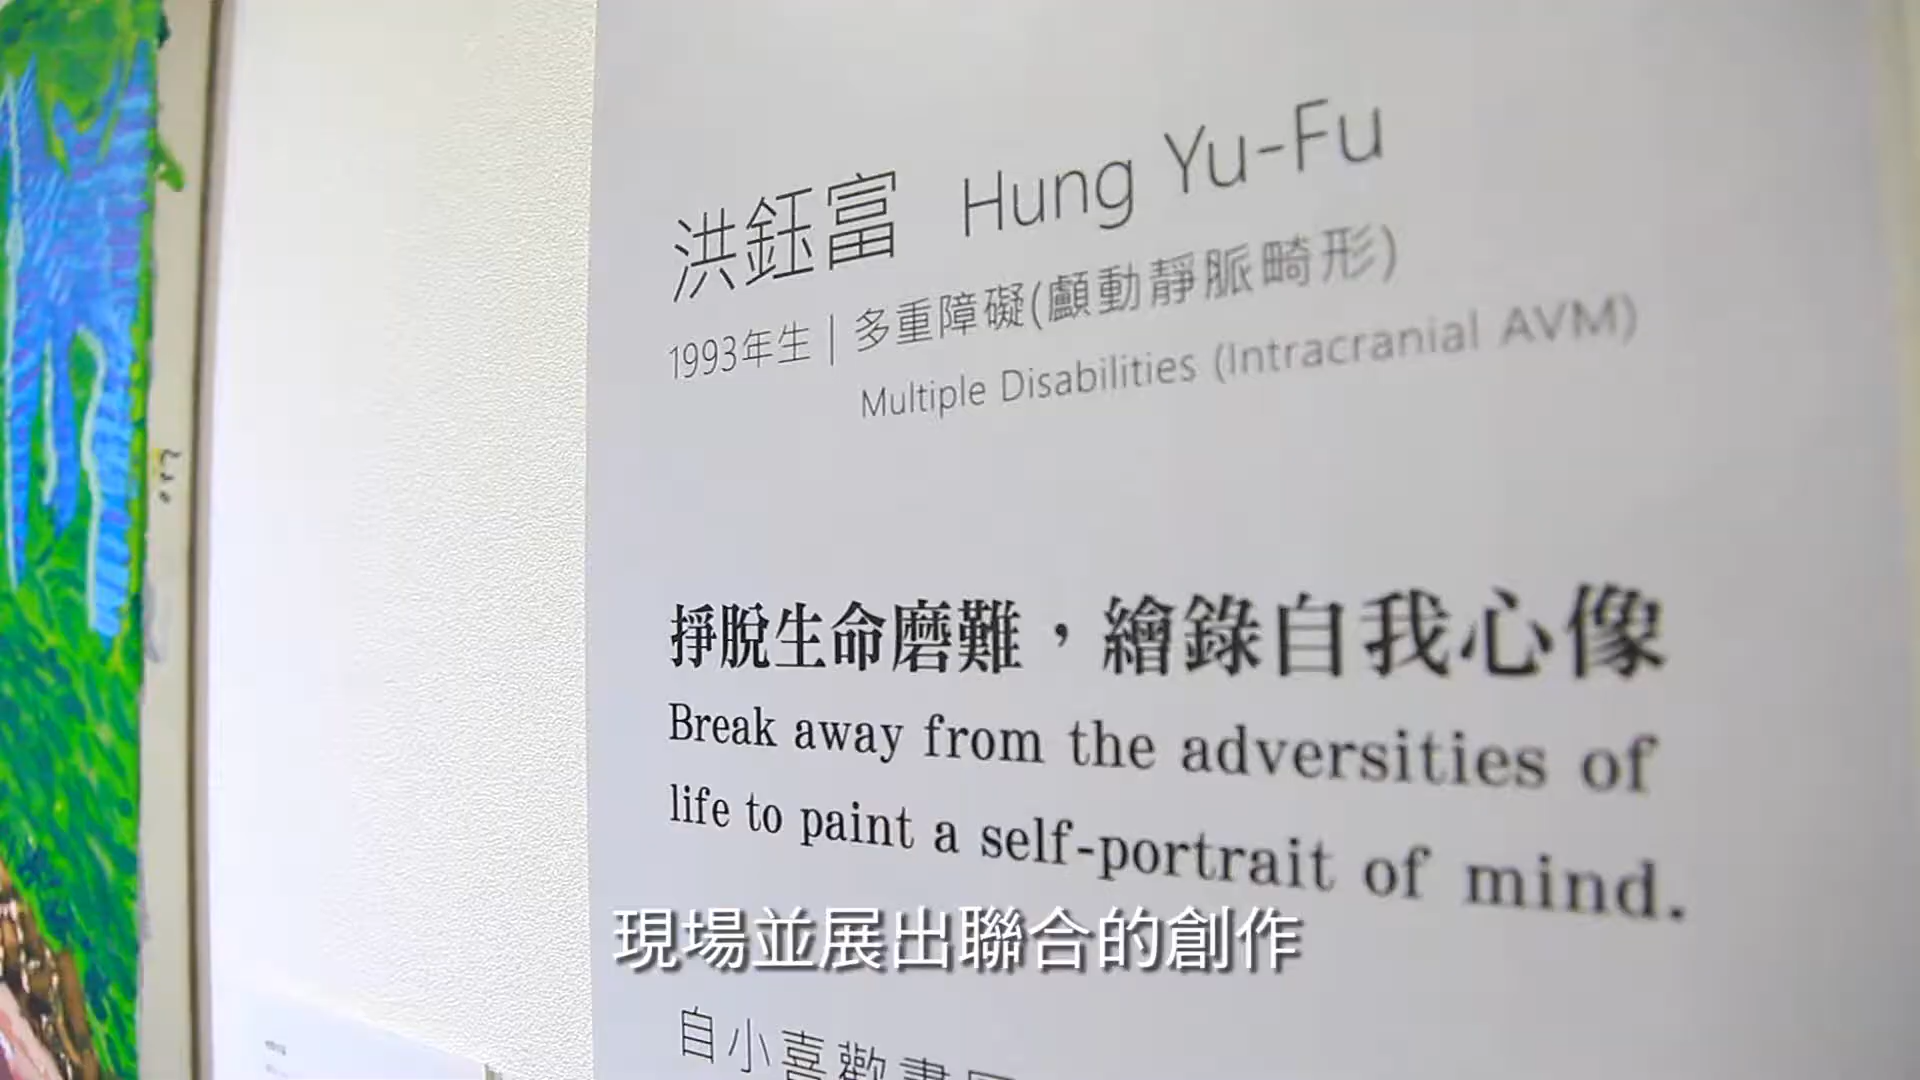 洪鈺富 Hung Yu-Fu
1993年生｜多重障礙(顱動靜脈畸形)
Multiple Disabilities (Intracranial AVM)
掙脫生命磨難，繪錄自我心像
Break away from the adversities of
life to paint a self-portrait of mind.
現場並展出聯合的創作
自小喜歡畫